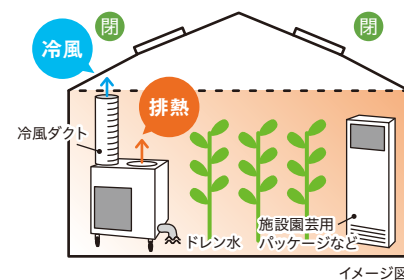 閉
閉
冷風
排熱
冷風ダクト
ドレン水
施設園芸用
パッケージなど
イメージ図